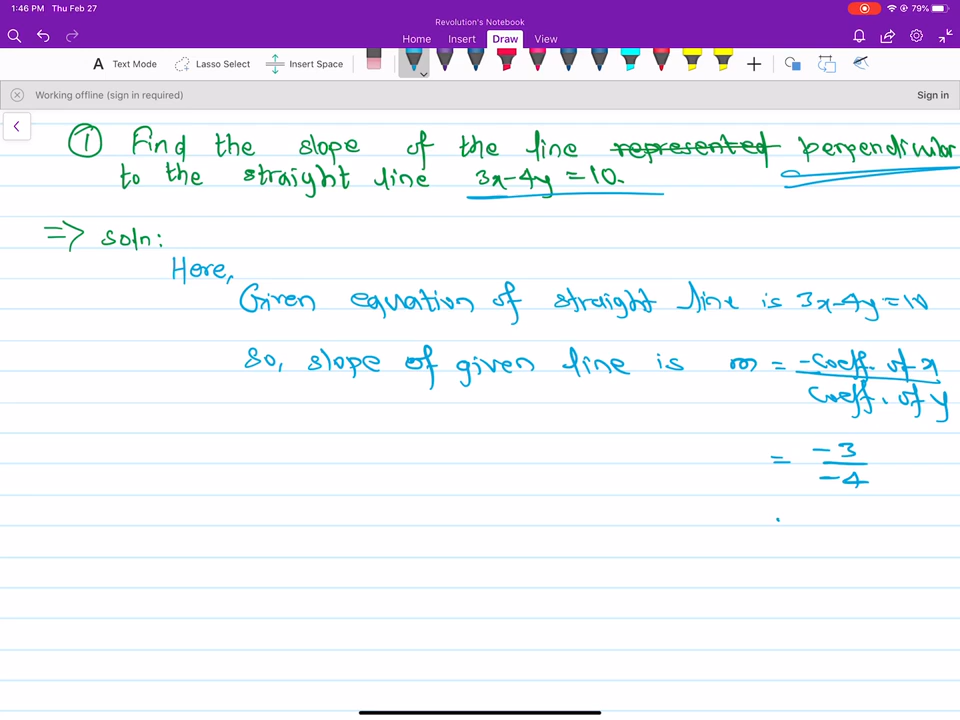 1:46 PM Thu Feb 27
79%
Revolution's Notebook
Home Insert Draw View
A Text Mode Lasso Select Insert Space
Working offline (sign in required) Sign in
① Find the slope of the line represented perpendicular
to the straight line 3x-4y=10.
=> soln:
Here,
Given equation of straight line is 3x-4y=10
So, slope of given line is m = -coeff. of x
coeff. of y
= -3
-4